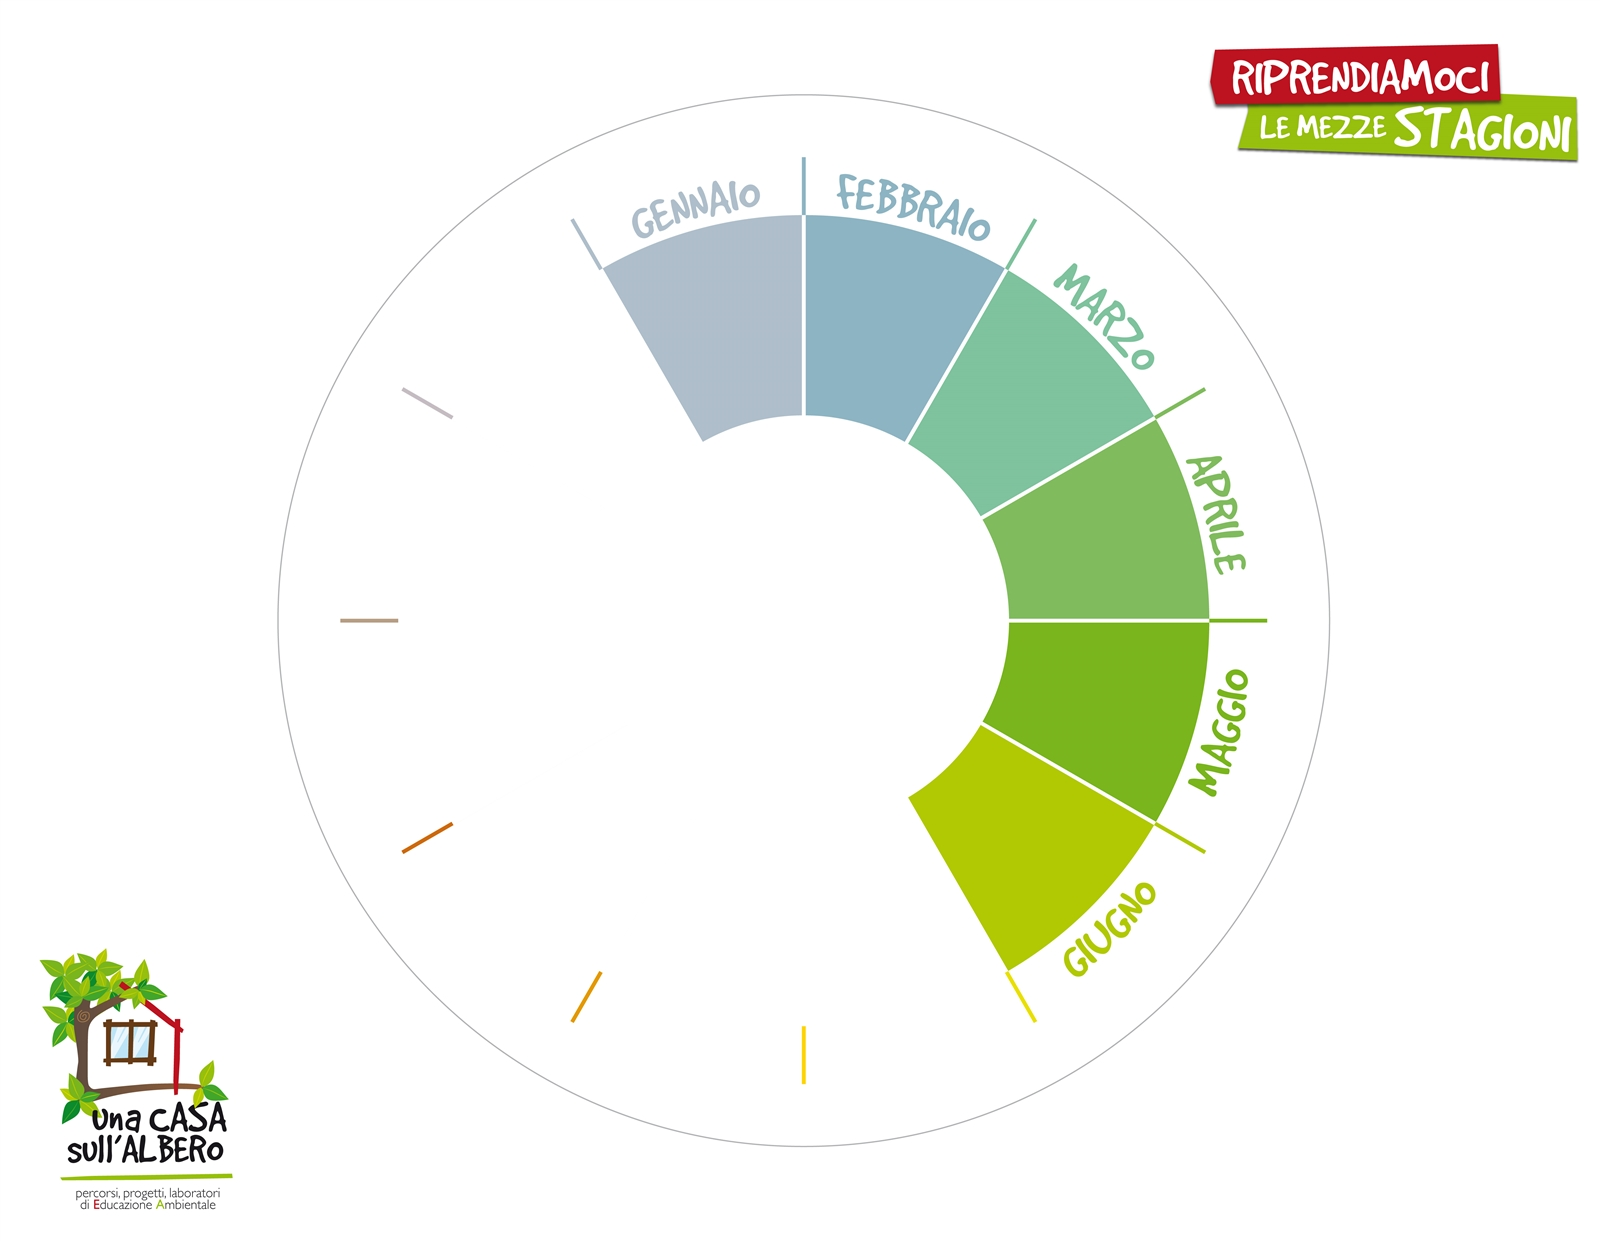 RIPRENDIAMOCI
LE MEZZE STAGIONI
GENNAIO
FEBBRAIO
MARZO
APRILE
MAGGIO
GIUGNO
una CASA
sull'ALBERO
percorsi, progetti, laboratori
di Educazione Ambientale